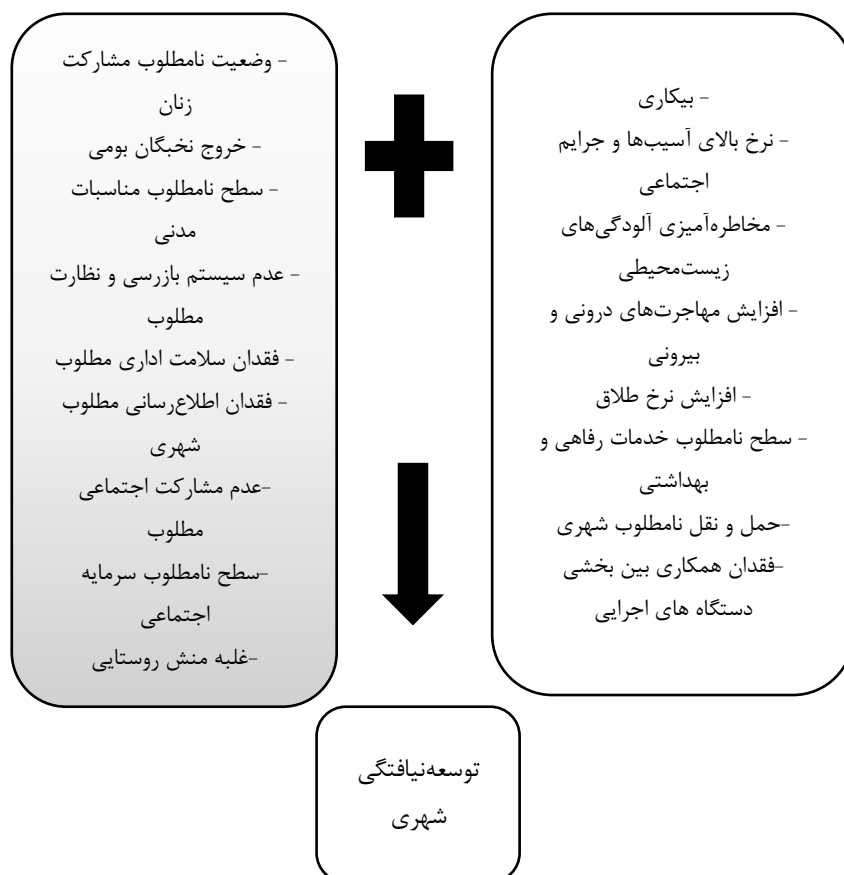 - بیکاری
- نرخ بالای آسیب‌ها و جرایم
اجتماعی
- مخاطره‌آمیزی آلودگی‌های
زیست‌محیطی
- افزایش مهاجرت‌های درونی و
بیرونی
- افزایش نرخ طلاق
- سطح نامطلوب خدمات رفاهی و
بهداشتی
-حمل و نقل نامطلوب شهری
-فقدان همکاری بین بخشی
دستگاه های اجرایی
- وضعیت نامطلوب مشارکت
زنان
- خروج نخبگان بومی
- سطح نامطلوب مناسبات
مدنی
- عدم سیستم بازرسی و نظارت
مطلوب
- فقدان سلامت اداری مطلوب
- فقدان اطلاع‌رسانی مطلوب
شهری
-عدم مشارکت اجتماعی
مطلوب
-سطح نامطلوب سرمایه
اجتماعی
-غلبه منش روستایی
توسعه‌نیافتگی
شهری